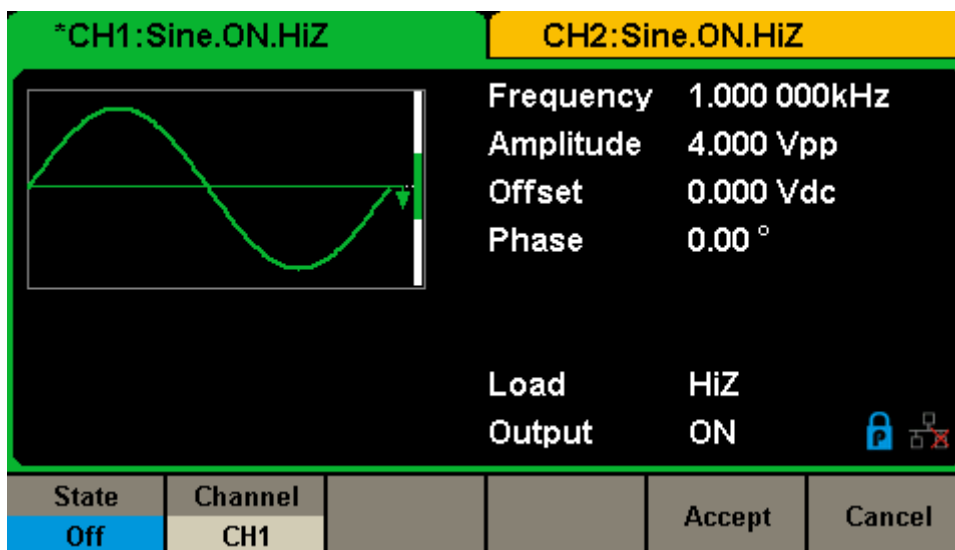 *CH1:Sine.ON.HiZ CH2:Sine.ON.HiZ
Frequency 1.000 000kHz
Amplitude 4.000 Vpp
Offset 0.000 Vdc
Phase 0.00 °
Load HiZ
Output ON P
State Channel Accept Cancel
Off CH1